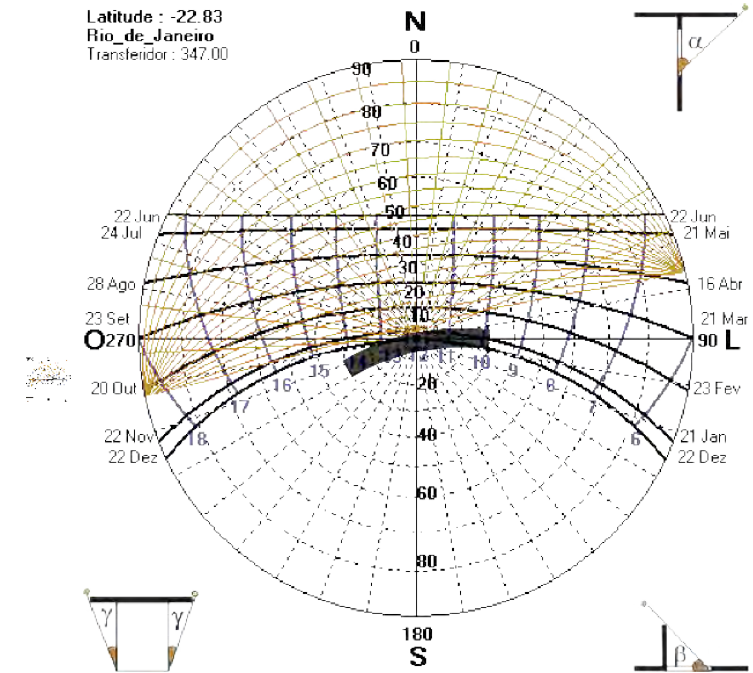 Latitude : -22.83
Rio_de_Janeiro
Transferidor : 347.00
N
0
α
90
80
70
60
50
22 Jun
22 Jun
24 Jul
21 Mai
40
30
28 Ago
16 Abr
20
23 Set
21 Mar
10
O 270
90 L
11
10
15
9
20
16
8
20 Out
23 Fev
17
7
40
22 Nov
18
6
21 Jan
22 Dez
22 Dez
60
80
γ
γ
180
S
β